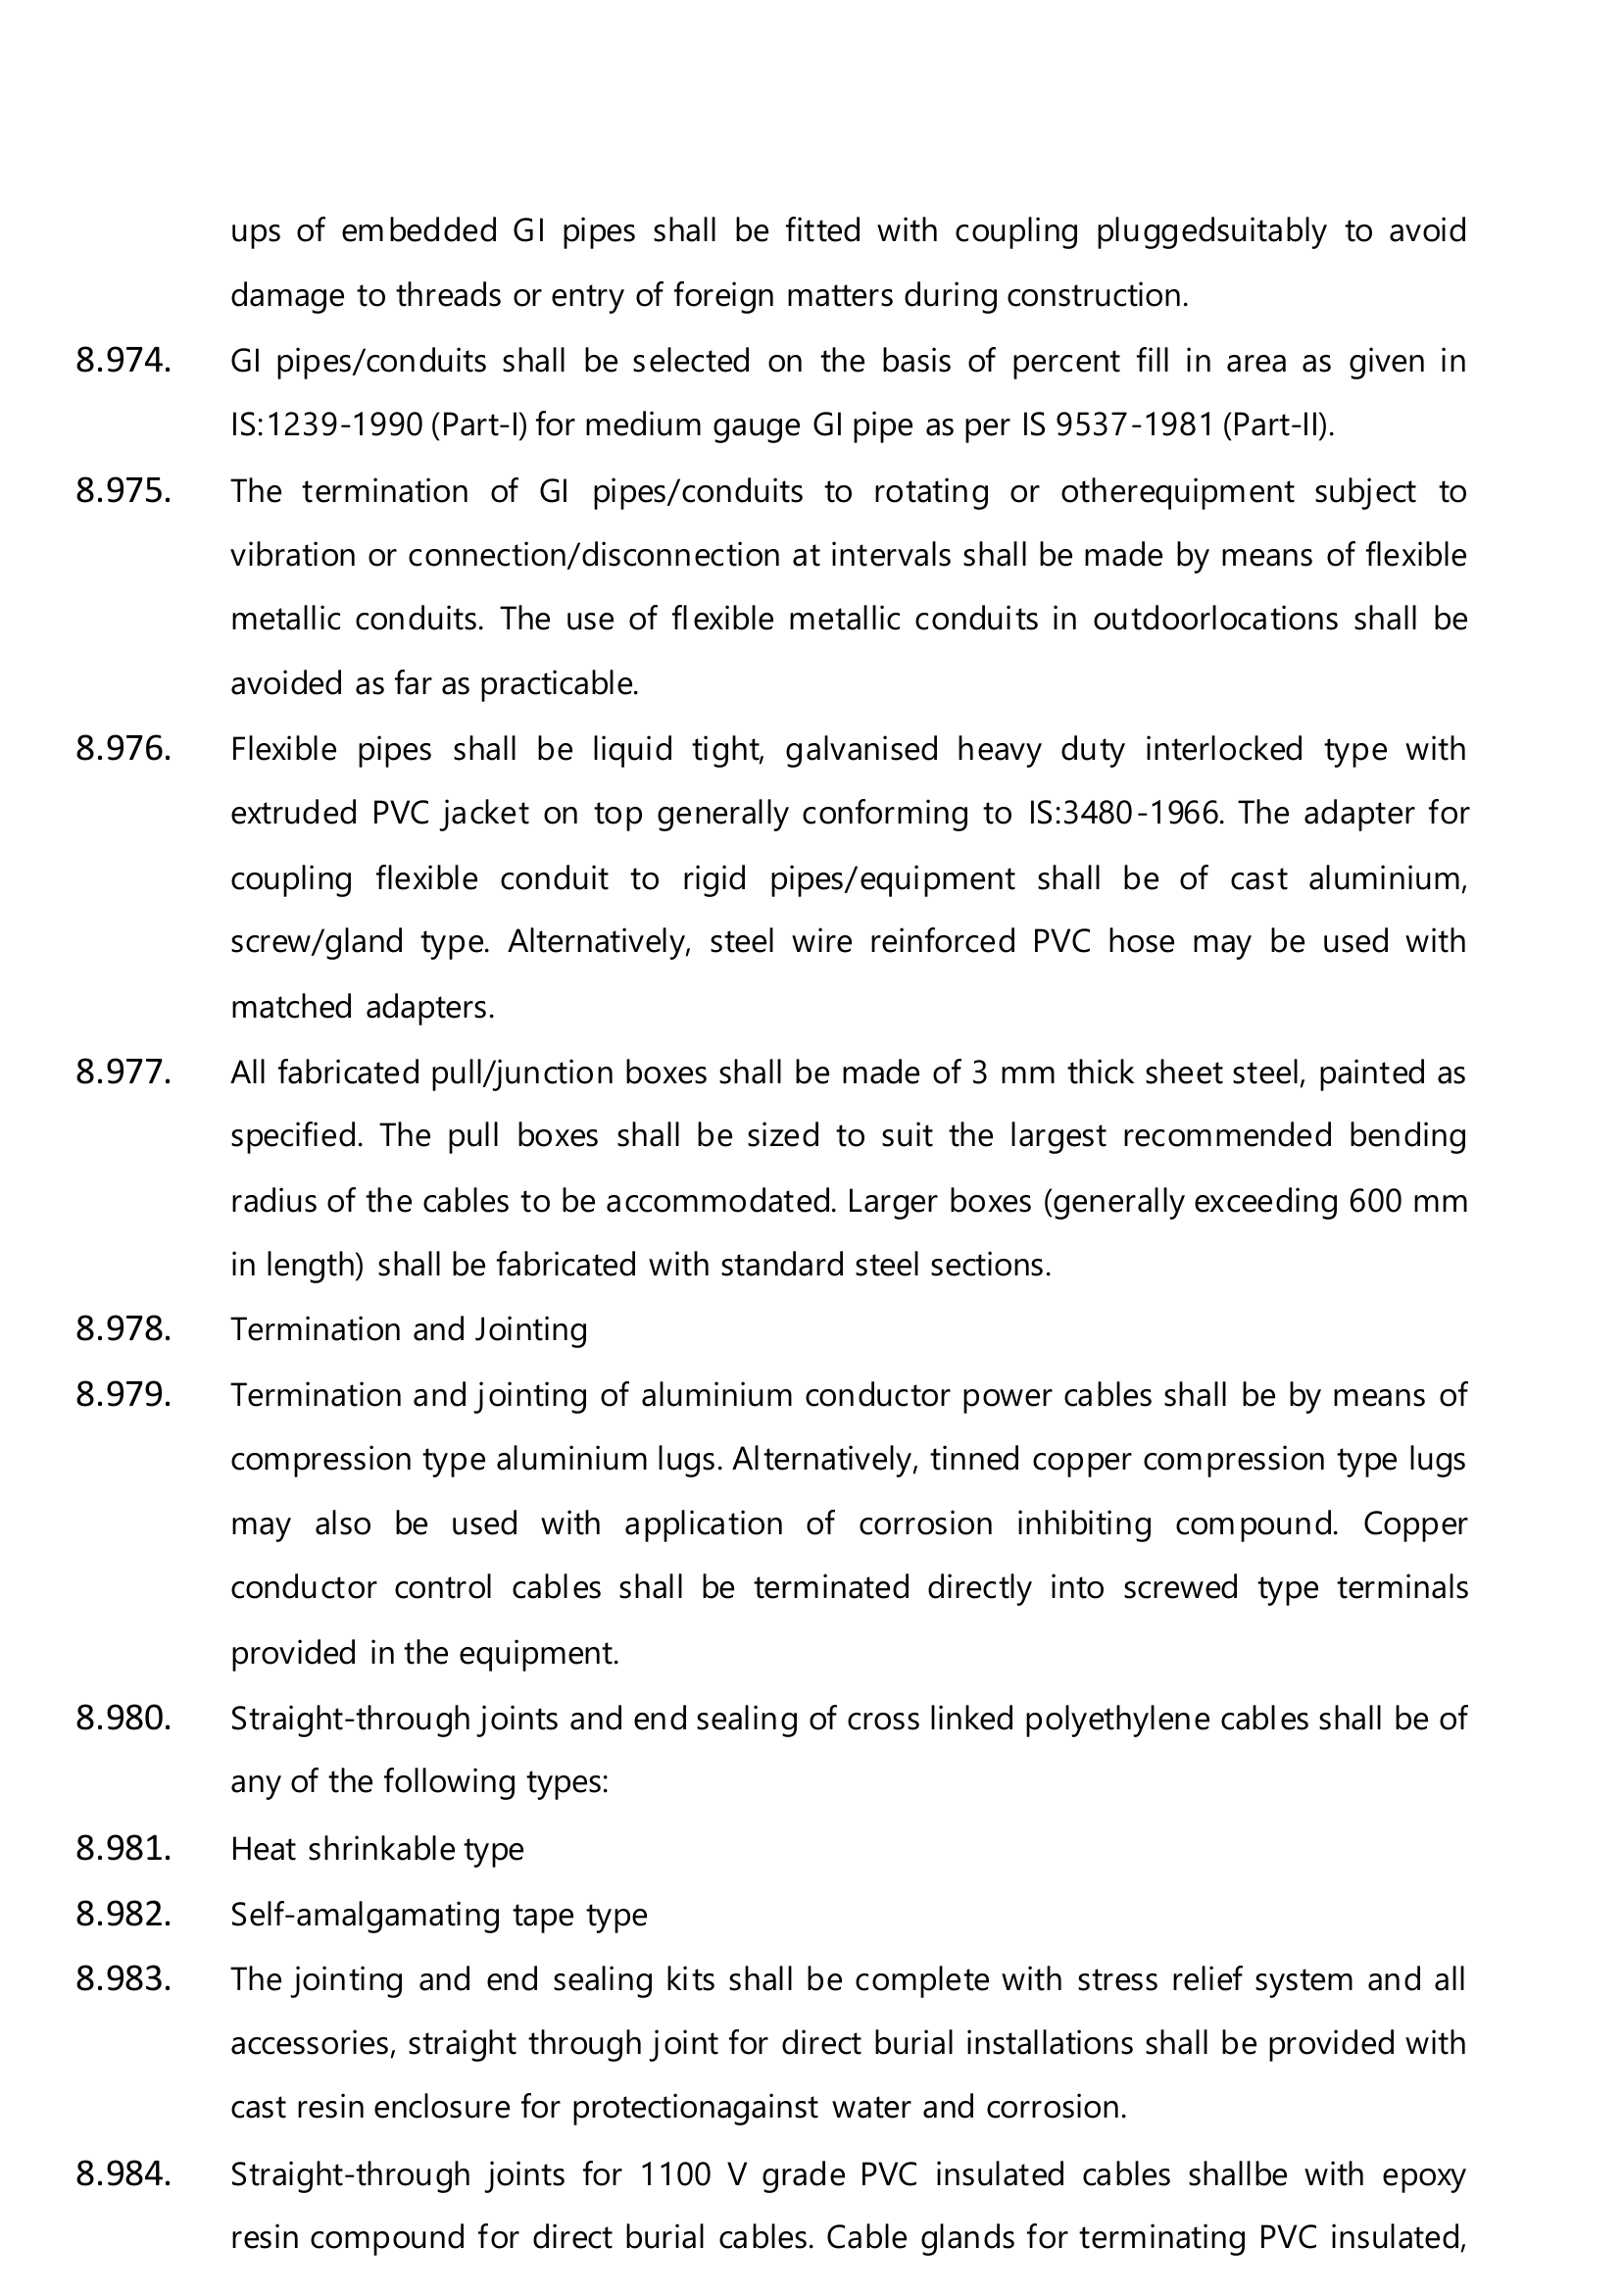 ups of embedded GI pipes shall be fitted with coupling pluggedsuitably to avoid
damage to threads or entry of foreign matters during construction.
8.974. GI pipes/conduits shall be selected on the basis of percent fill in area as given in
IS:1239-1990 (Part-I) for medium gauge GI pipe as per IS 9537-1981 (Part-II).
8.975. The termination of GI pipes/conduits to rotating or otherequipment subject to
vibration or connection/disconnection at intervals shall be made by means of flexible
metallic conduits. The use of flexible metallic conduits in outdoorlocations shall be
avoided as far as practicable.
8.976. Flexible pipes shall be liquid tight, galvanised heavy duty interlocked type with
extruded PVC jacket on top generally conforming to IS:3480-1966. The adapter for
coupling flexible conduit to rigid pipes/equipment shall be of cast aluminium,
screw/gland type. Alternatively, steel wire reinforced PVC hose may be used with
matched adapters.
8.977. All fabricated pull/junction boxes shall be made of 3 mm thick sheet steel, painted as
specified. The pull boxes shall be sized to suit the largest recommended bending
radius of the cables to be accommodated. Larger boxes (generally exceeding 600 mm
in length) shall be fabricated with standard steel sections.
8.978. Termination and Jointing
8.979. Termination and jointing of aluminium conductor power cables shall be by means of
compression type aluminium lugs. Alternatively, tinned copper compression type lugs
may also be used with application of corrosion inhibiting compound. Copper
conductor control cables shall be terminated directly into screwed type terminals
provided in the equipment.
8.980. Straight-through joints and end sealing of cross linked polyethylene cables shall be of
any of the following types:
8.981. Heat shrinkable type
8.982. Self-amalgamating tape type
8.983. The jointing and end sealing kits shall be complete with stress relief system and all
accessories, straight through joint for direct burial installations shall be provided with
cast resin enclosure for protectionagainst water and corrosion.
8.984. Straight-through joints for 1100 V grade PVC insulated cables shallbe with epoxy
resin compound for direct burial cables. Cable glands for terminating PVC insulated,